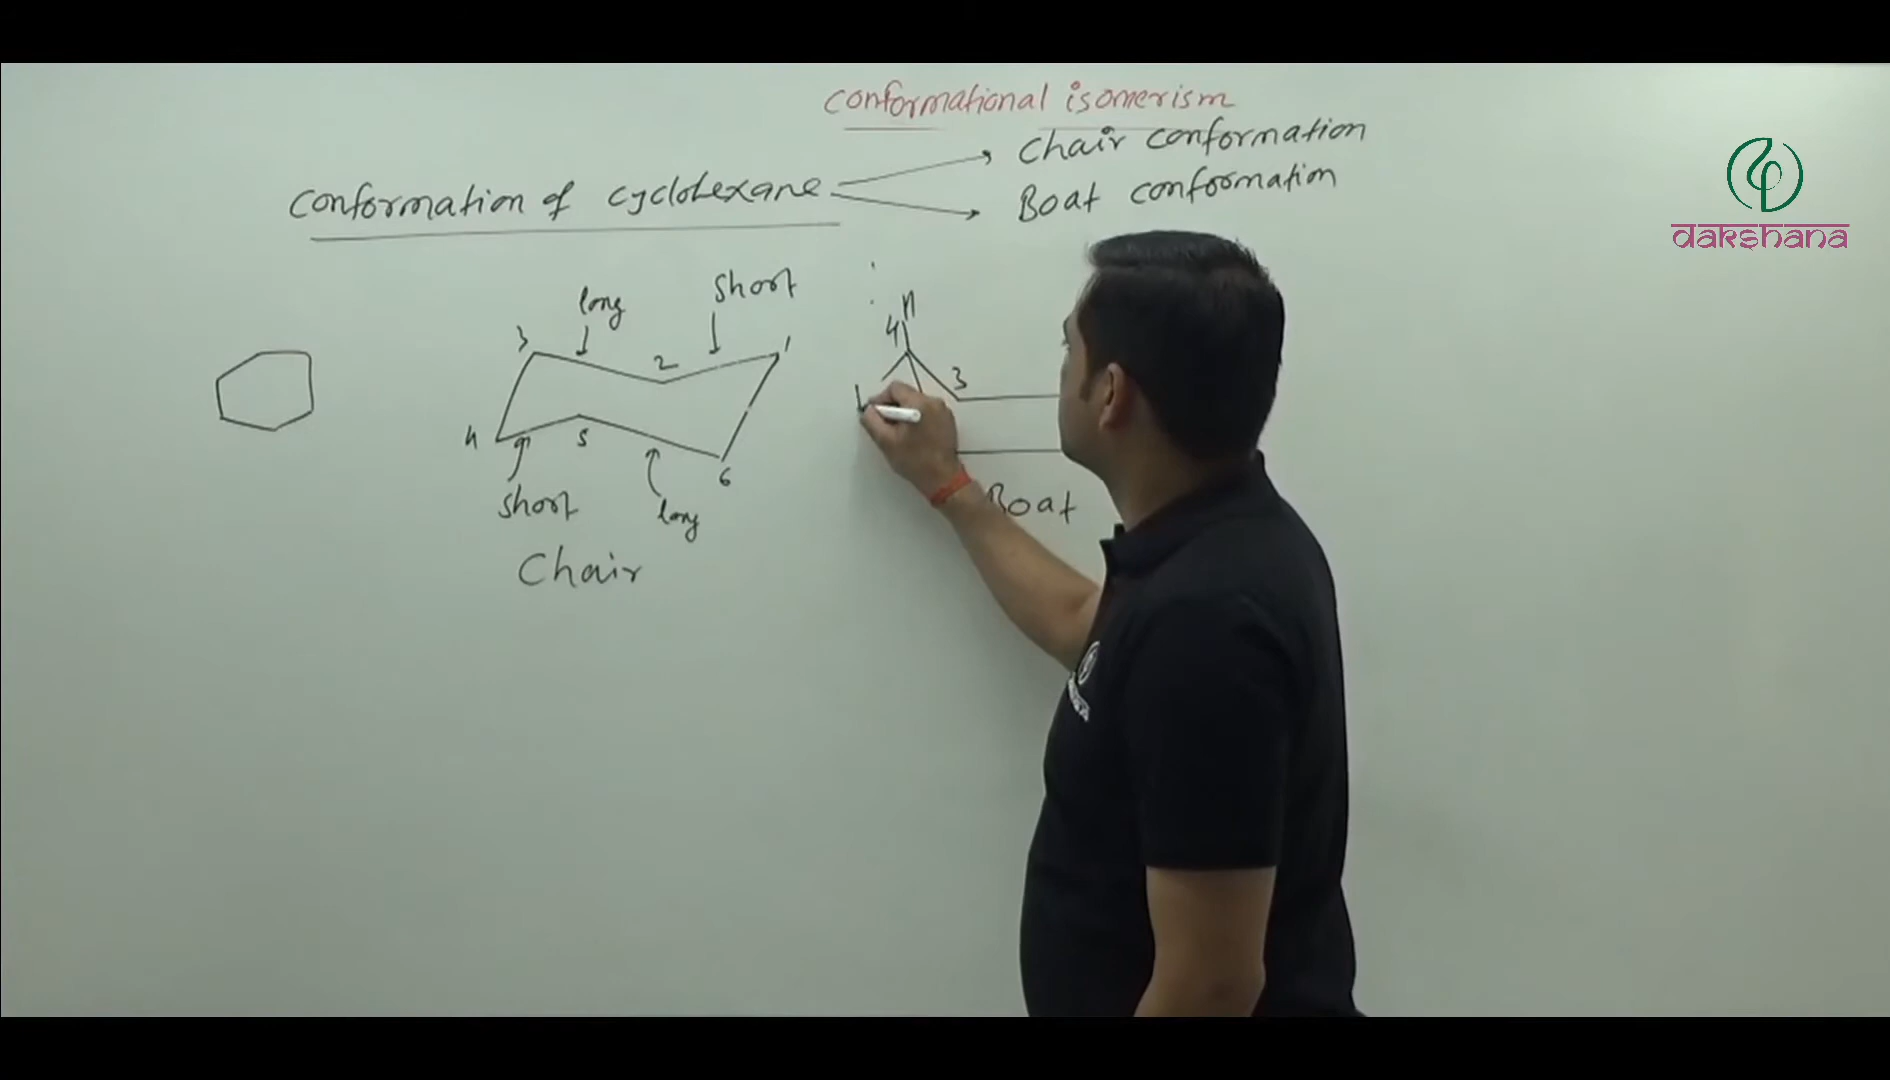 conformational isomerism
chair conformation
conformation of cyclohexane
Boat conformation
dakshana
long
short
H
4
3
2
1
3
4
5
6
short
long
Boat
Chair